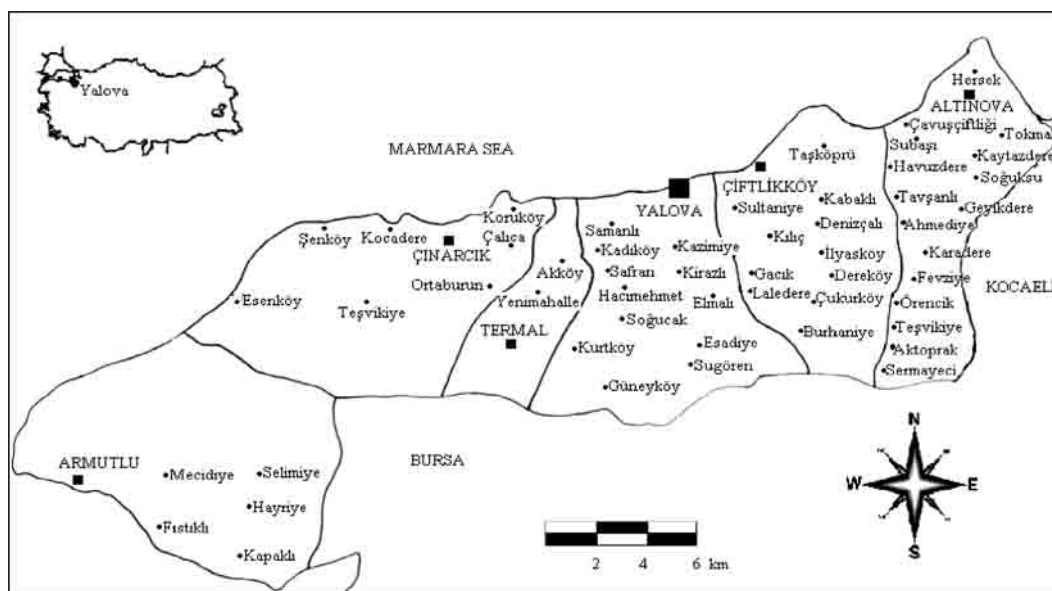 Yalova
MARMARA SEA
Hersek
ALTINOVA
Çavuşçiftliği
Tokma
Subaşı
Kaytazdere
Havuzdere
Soğuksu
Tavşanlı
Geyikdere
Ahmediye
Karadere
Fevziye
KOCAELİ
Örencik
Teşvikiye
Aktoprak
Sermayeci
Taşköprü
ÇİFTLİKKÖY
Kabaklı
Sultaniye
Denizçalı
Kılıç
İlyasköy
Gacık
Dereköy
Laledere
Çukurköy
Burhaniye
YALOVA
Samanlı
Kadıköy
Kazimiye
Safran
Kirazlı
Hacımehmet
Elmalı
Soğucak
Kurtköy
Esadiye
Sugören
Güneyköy
Akköy
Yenimahalle
TERMAL
Koruköy
Şenköy
Kocadere
Çalıca
ÇINARCIK
Ortaburun
Esenköy
Teşvikiye
ARMUTLU
Mecidiye
Selimiye
Hayriye
Fıstıklı
Kapaklı
BURSA
N
W
E
S
2 4 6 km